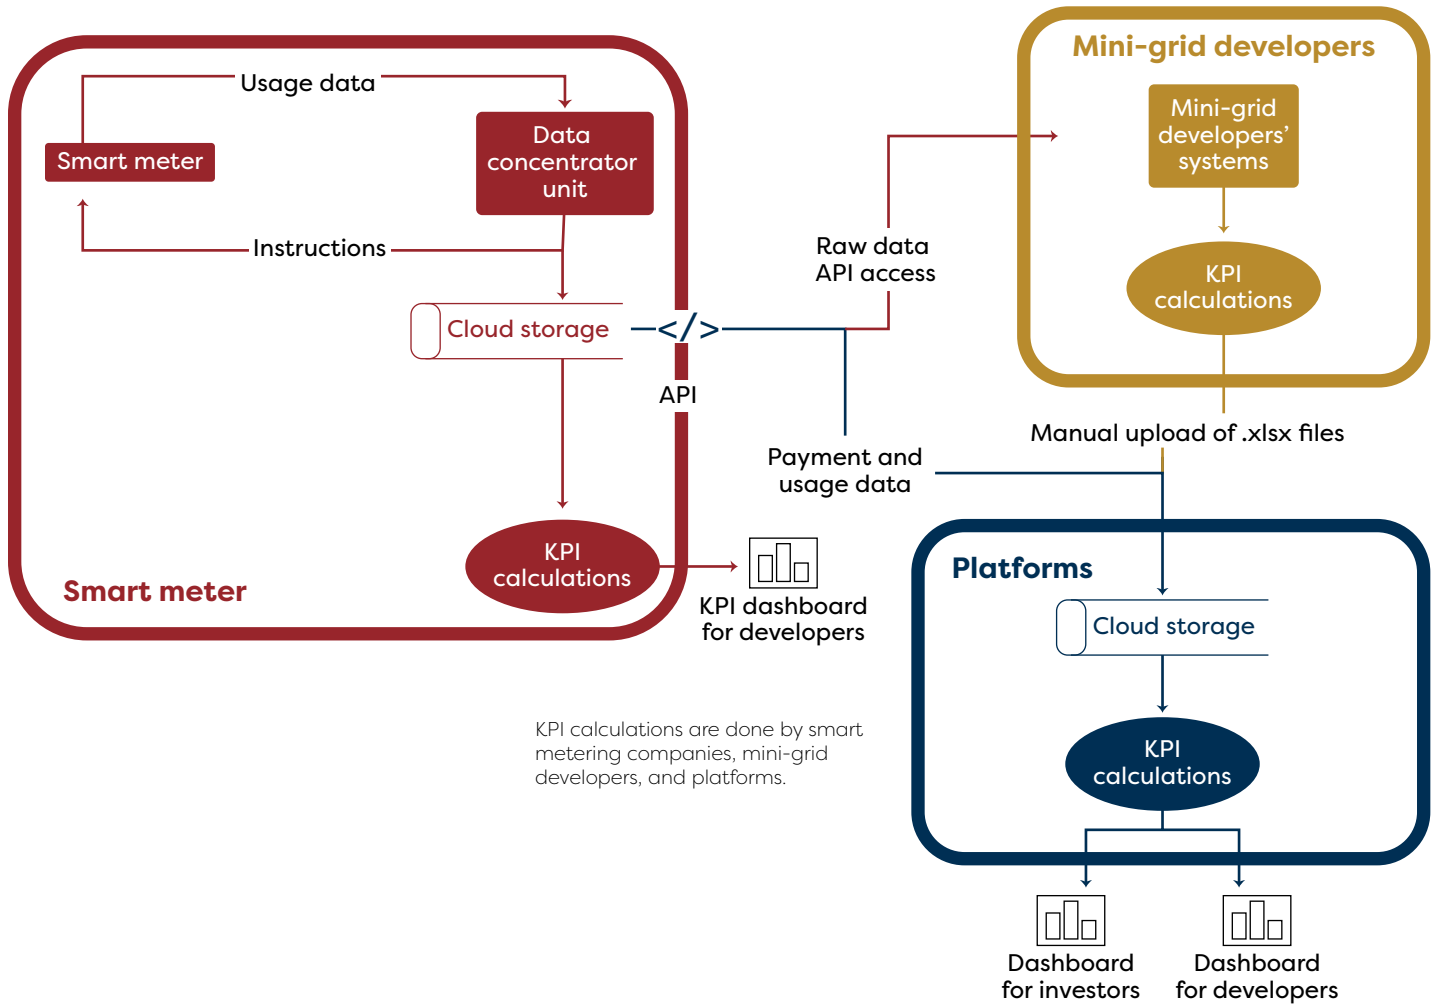 Usage data
Smart meter
Data
concentrator
unit
Instructions
Cloud storage
</>
API
KPI
calculations
Smart meter
KPI dashboard
for developers
Raw data
API access
Payment and
usage data
Mini-grid developers
Mini-grid
developers’
systems
KPI
calculations
Manual upload of .xlsx files
Platforms
Cloud storage
KPI
calculations
Dashboard
for investors
Dashboard
for developers
KPI calculations are done by smart
metering companies, mini-grid
developers, and platforms.